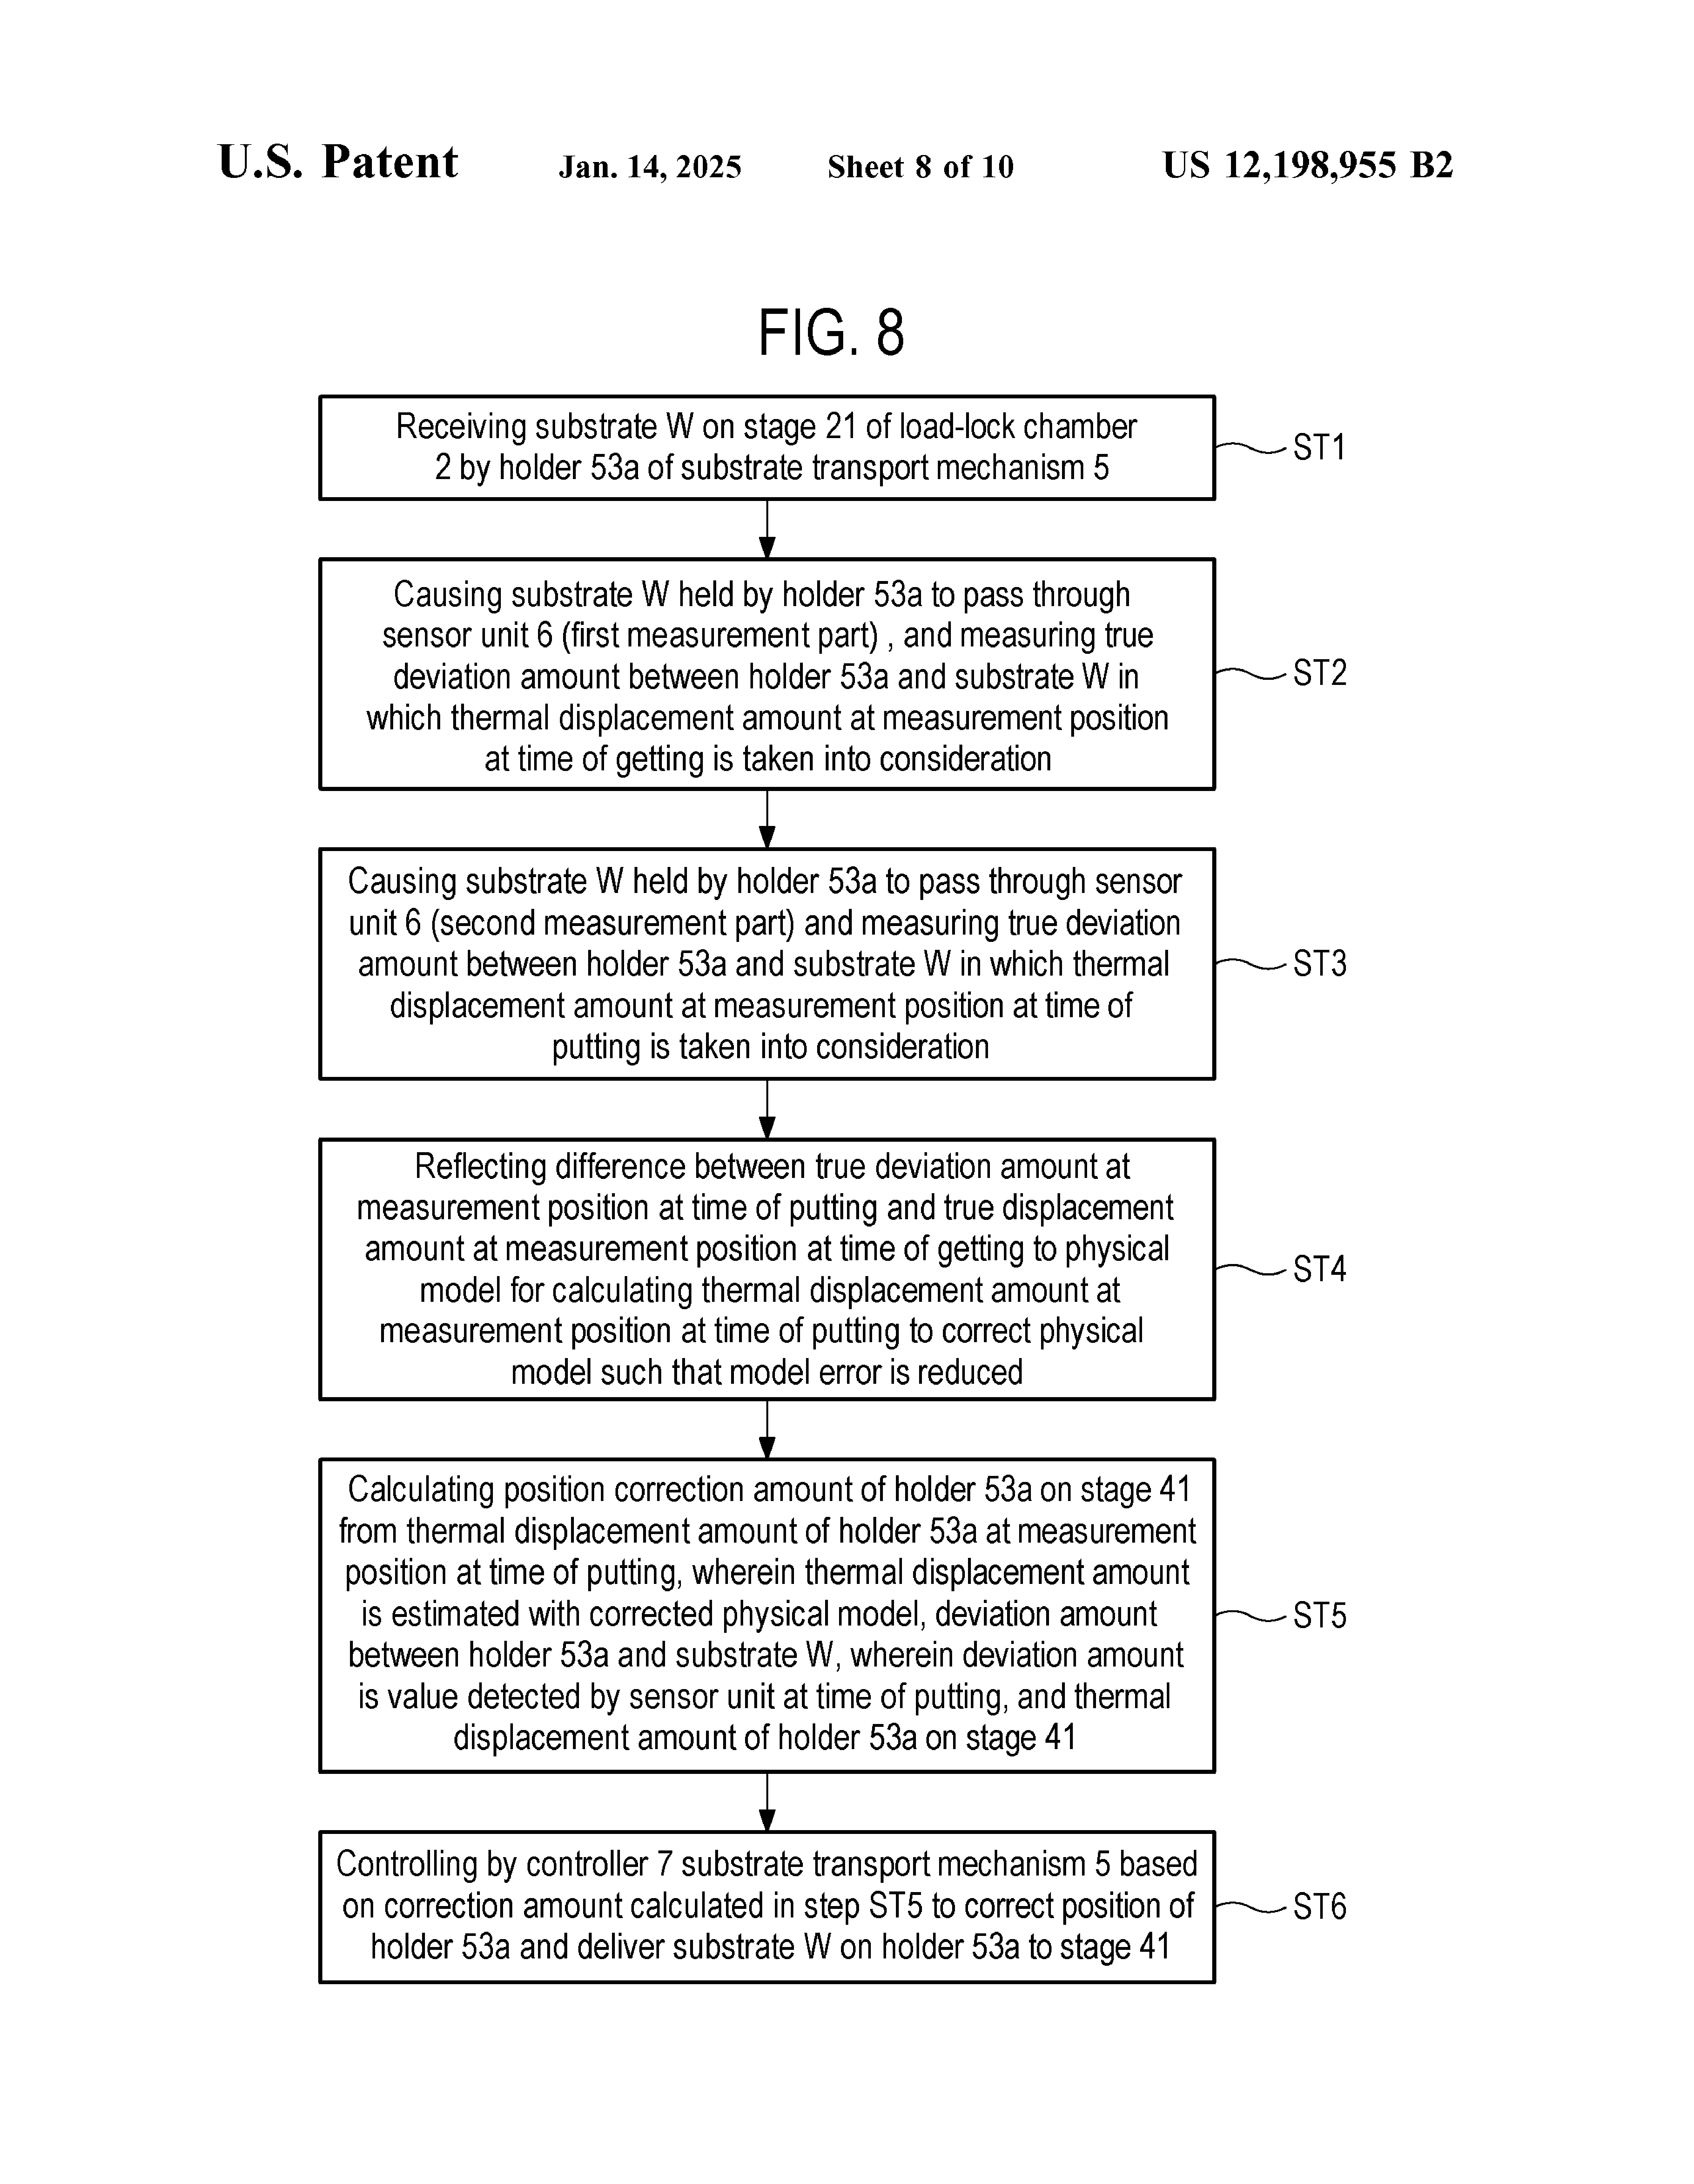 U.S. Patent Jan. 14, 2025 Sheet 8 of 10 US 12,198,955 B2
FIG. 8
Receiving substrate W on stage 21 of load-lock chamber
2 by holder 53a of substrate transport mechanism 5
ST1
Causing substrate W held by holder 53a to pass through
sensor unit 6 (first measurement part) , and measuring true
deviation amount between holder 53a and substrate W in
which thermal displacement amount at measurement position
at time of getting is taken into consideration
ST2
Causing substrate W held by holder 53a to pass through sensor
unit 6 (second measurement part) and measuring true deviation
amount between holder 53a and substrate W in which thermal
displacement amount at measurement position at time of
putting is taken into consideration
ST3
Reflecting difference between true deviation amount at
measurement position at time of putting and true displacement
amount at measurement position at time of getting to physical
model for calculating thermal displacement amount at
measurement position at time of putting to correct physical
model such that model error is reduced
ST4
Calculating position correction amount of holder 53a on stage 41
from thermal displacement amount of holder 53a at measurement
position at time of putting, wherein thermal displacement amount
is estimated with corrected physical model, deviation amount
between holder 53a and substrate W, wherein deviation amount
is value detected by sensor unit at time of putting, and thermal
displacement amount of holder 53a on stage 41
ST5
Controlling by controller 7 substrate transport mechanism 5 based
on correction amount calculated in step ST5 to correct position of
holder 53a and deliver substrate W on holder 53a to stage 41
ST6